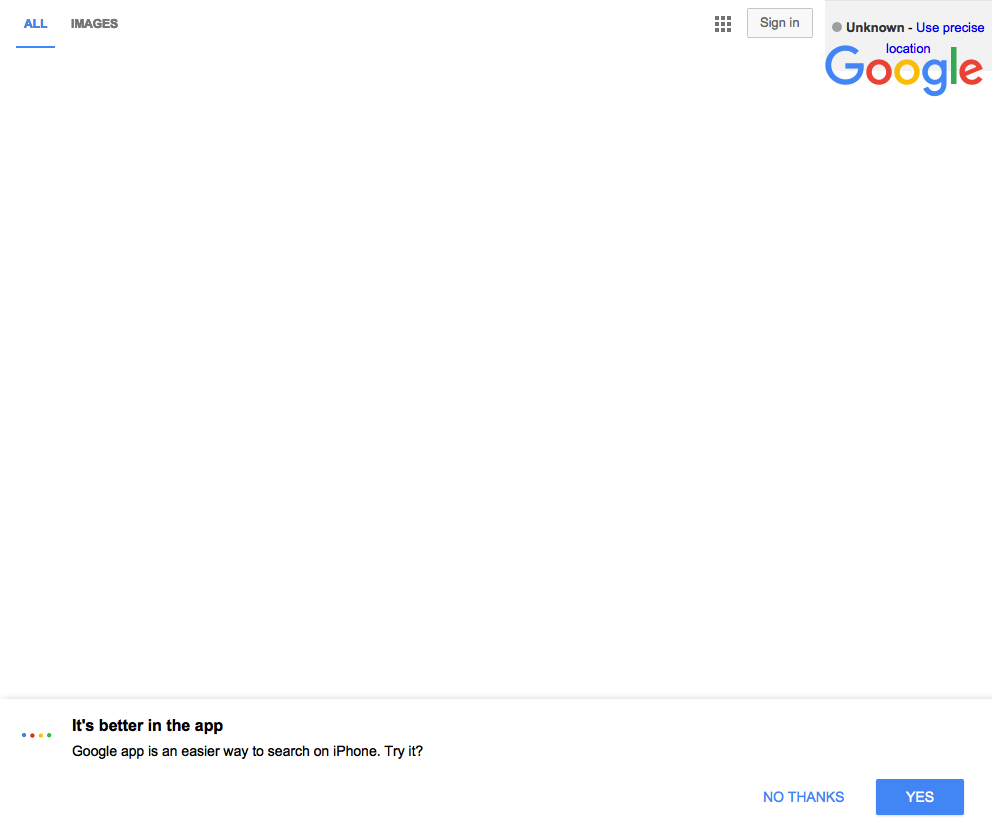 ALL IMAGES
Sign in
Unknown - Use precise
location
Google
It's better in the app
Google app is an easier way to search on iPhone. Try it?
NO THANKS YES